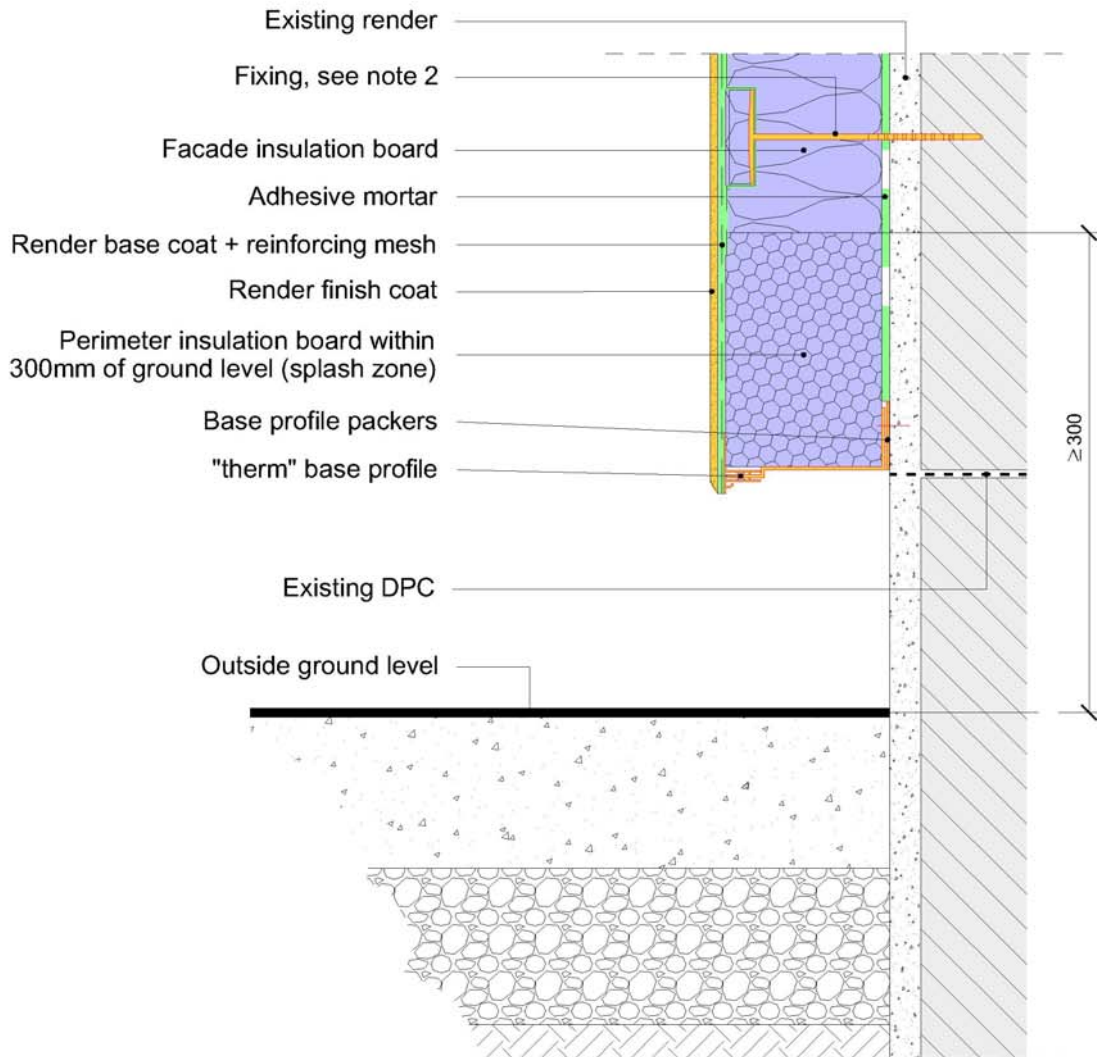 Existing render
Fixing, see note 2
Facade insulation board
Adhesive mortar
Render base coat + reinforcing mesh
Render finish coat
Perimeter insulation board within
300mm of ground level (splash zone)
Base profile packers
"therm" base profile
≥300
Existing DPC
Outside ground level